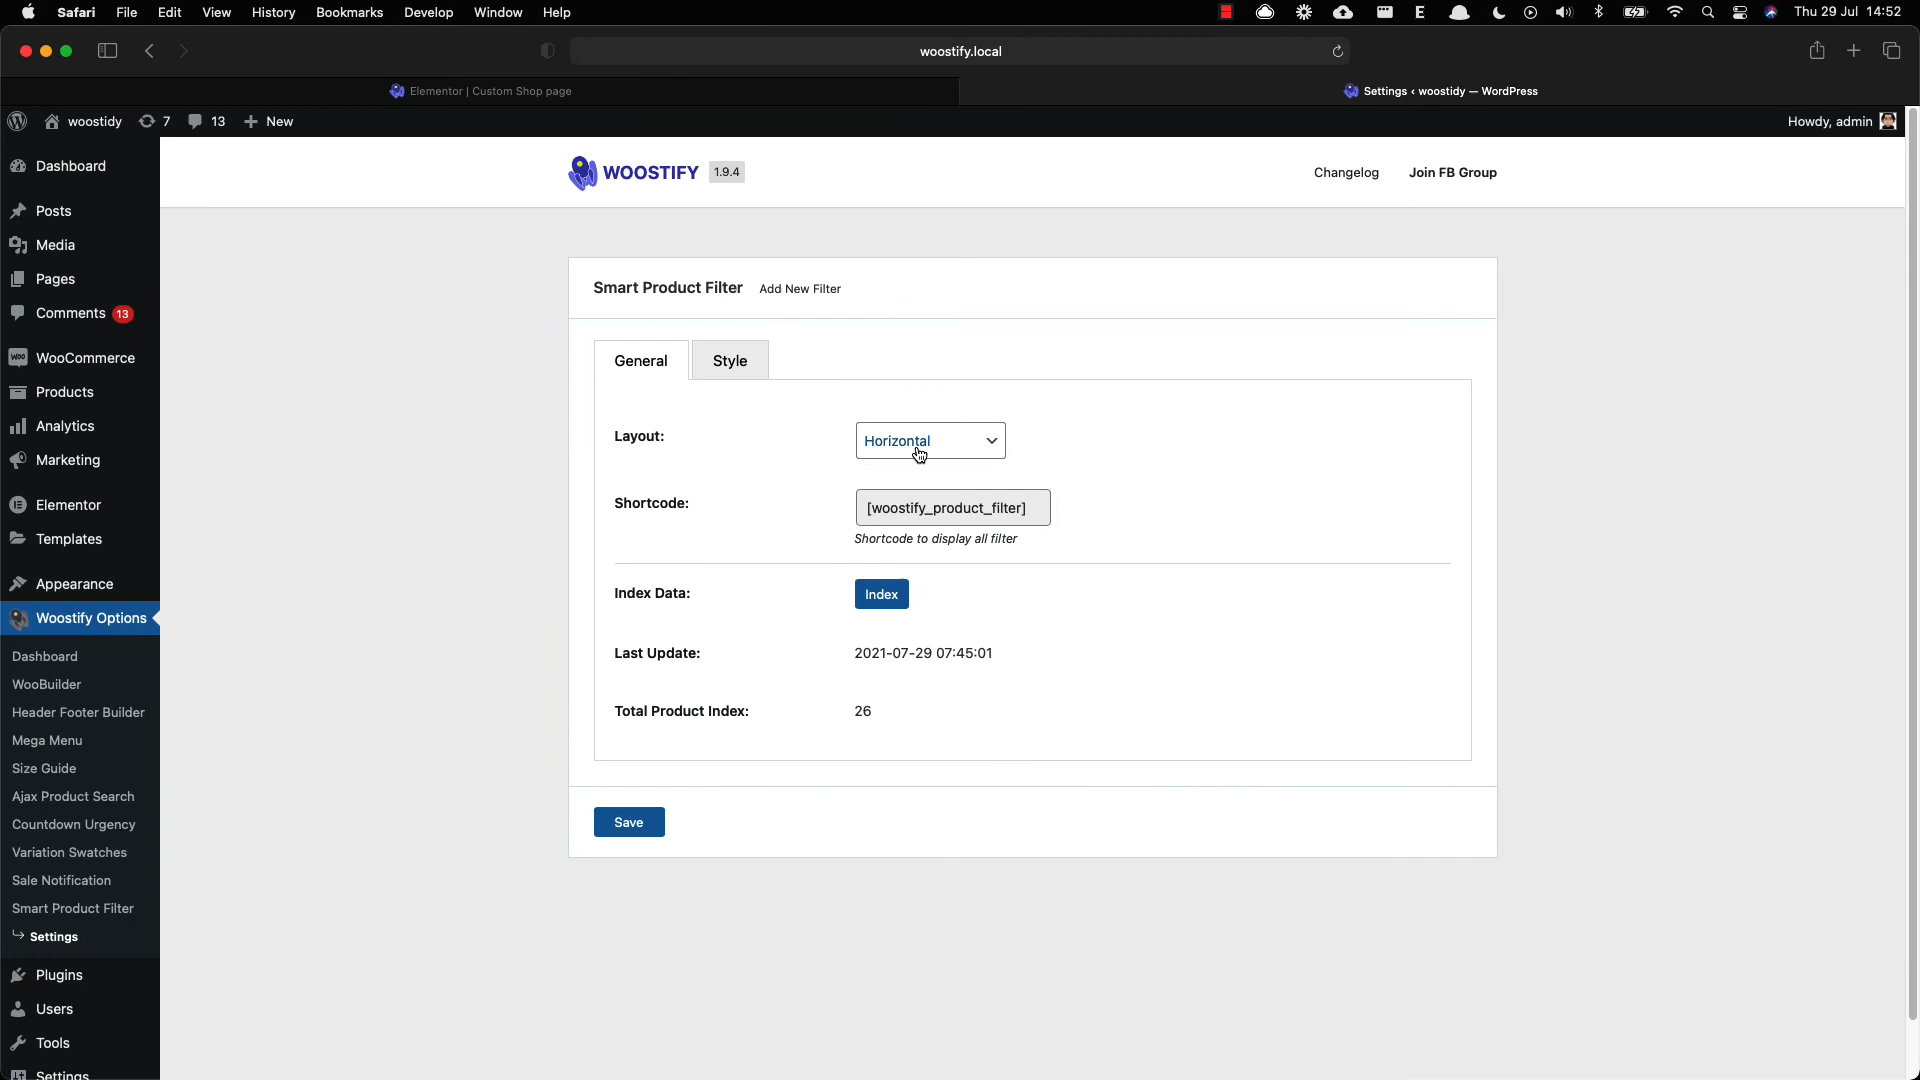 Safari File Edit View History Bookmarks Develop Window Help
E
Thu 29 Jul 14:52
woostify.local
Elementor | Custom Shop page
Settings ‹ woostidy — WordPress
woostidy 7 13 New
Howdy, admin
Dashboard
Posts
Media
Pages
Comments 13
WooCommerce
Products
Analytics
Marketing
Elementor
Templates
Appearance
Woostify Options
Dashboard
WooBuilder
Header Footer Builder
Mega Menu
Size Guide
Ajax Product Search
Countdown Urgency
Variation Swatches
Sale Notification
Smart Product Filter
Settings
Plugins
Users
Tools
Settings
WOOSTIFY 1.9.4
Changelog
Join FB Group
Smart Product Filter Add New Filter
General
Style
Layout: Horizontal
Shortcode: [woostify_product_filter]
Shortcode to display all filter
Index Data: Index
Last Update: 2021-07-29 07:45:01
Total Product Index: 26
Save